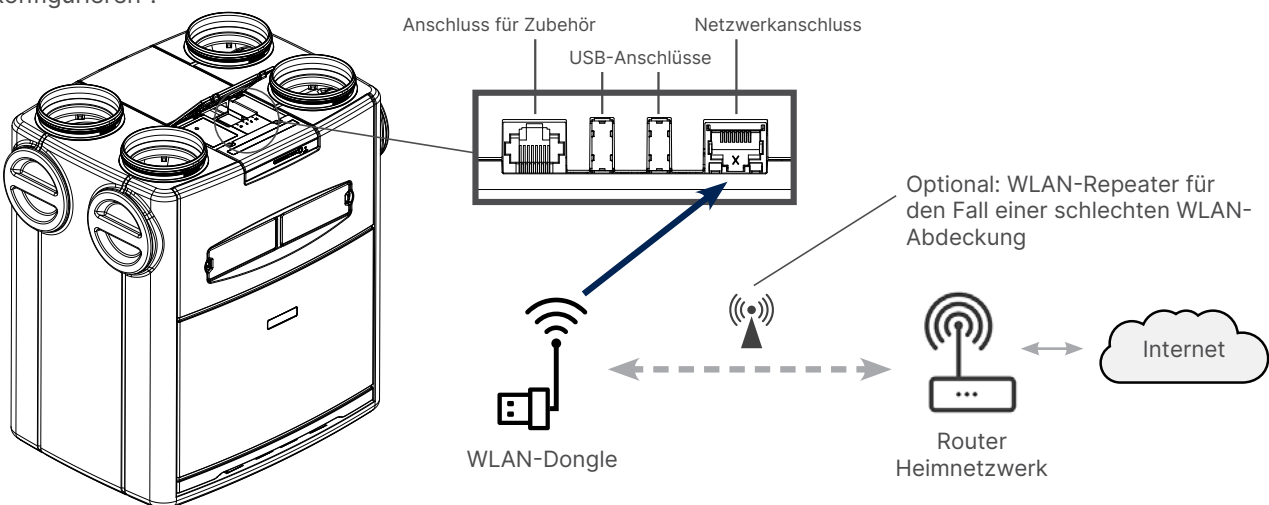 Anschluss für Zubehör
Netzwerkanschluss
USB-Anschlüsse
X
Optional: WLAN-Repeater für
den Fall einer schlechten WLAN-
Abdeckung
Internet
WLAN-Dongle
Router
Heimnetzwerk